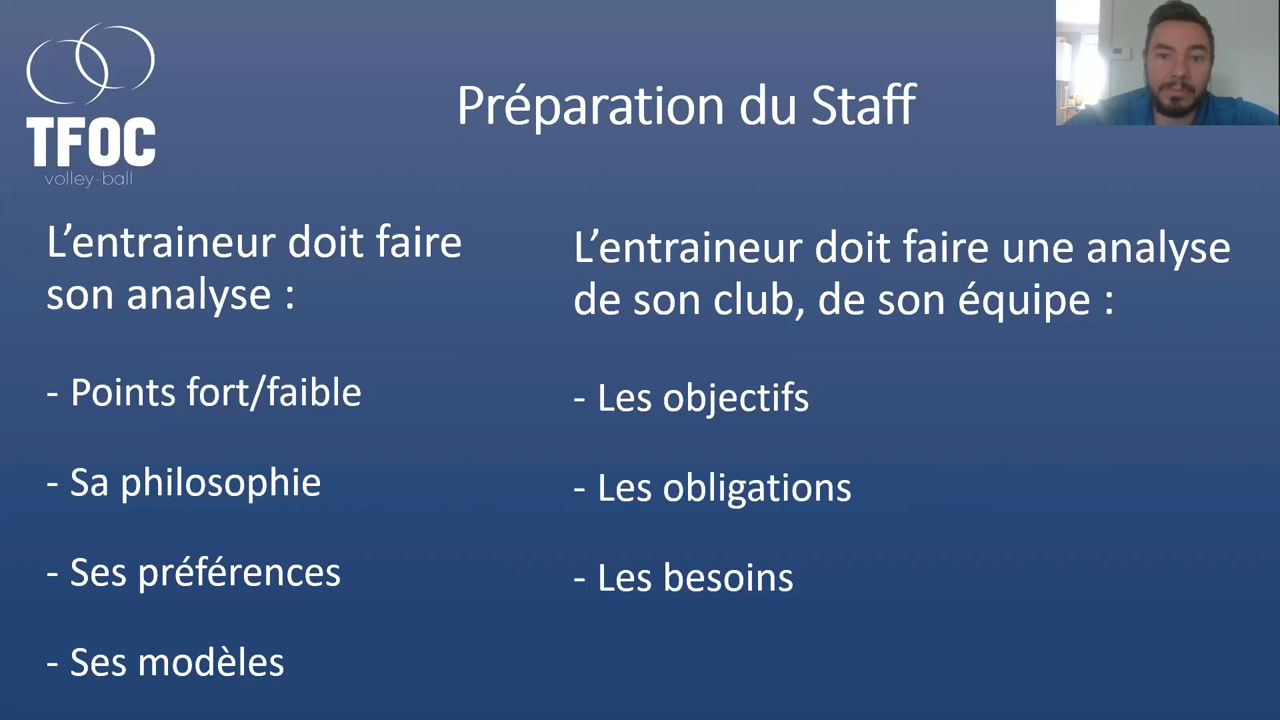 TFOC
volley-ball
Préparation du Staff
L'entraineur doit faire
son analyse :
- Points fort/faible
- Sa philosophie
- Ses préférences
- Ses modèles
L'entraineur doit faire une analyse
de son club, de son équipe :
- Les objectifs
- Les obligations
- Les besoins